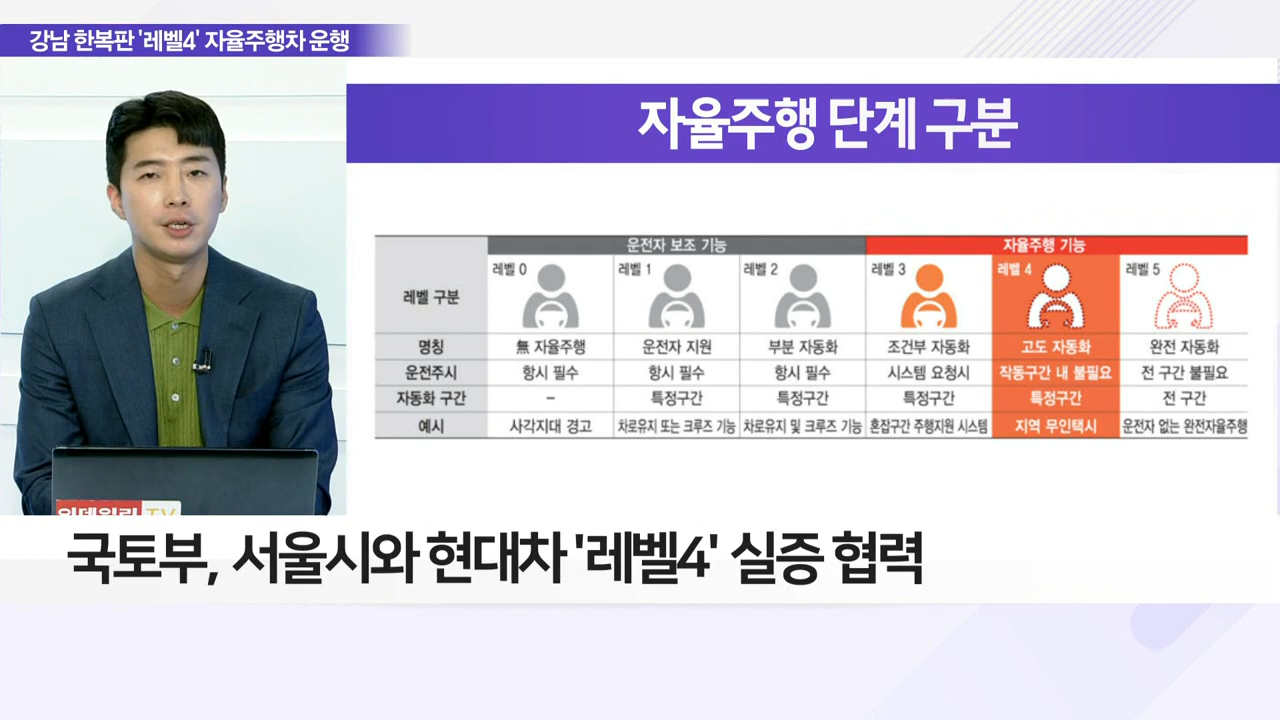 강남 한복판 '레벨4' 자율주행차 운행
자율주행 단계 구분
레벨 구분 운전자 보조 기능 자율주행 기능
레벨 0 레벨 1 레벨 2 레벨 3 레벨 4 레벨 5
명칭 無 자율주행 운전자 지원 부분 자동화 조건부 자동화 고도 자동화 완전 자동화
운전주시 항시 필수 항시 필수 항시 필수 시스템 요청시 작동구간 내 불필요 전 구간 불필요
자동화 구간 – 특정구간 특정구간 특정구간 특정구간 전 구간
예시 사각지대 경고 차로유지 또는 크루즈 기능 차로유지 및 크루즈 기능 혼잡구간 주행지원 시스템 지역 무인택시 운전자 없는 완전자율주행
TV
국토부, 서울시와 현대차 '레벨4' 실증 협력